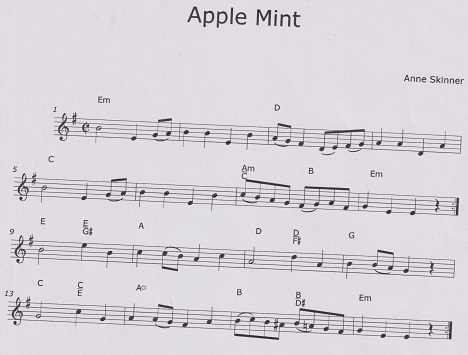 Apple Mint
Anne Skinner
1 Em D
5 C Am B Em
C
9 E E A D D G
G# F#
13 C C A○ B B Em
E D#